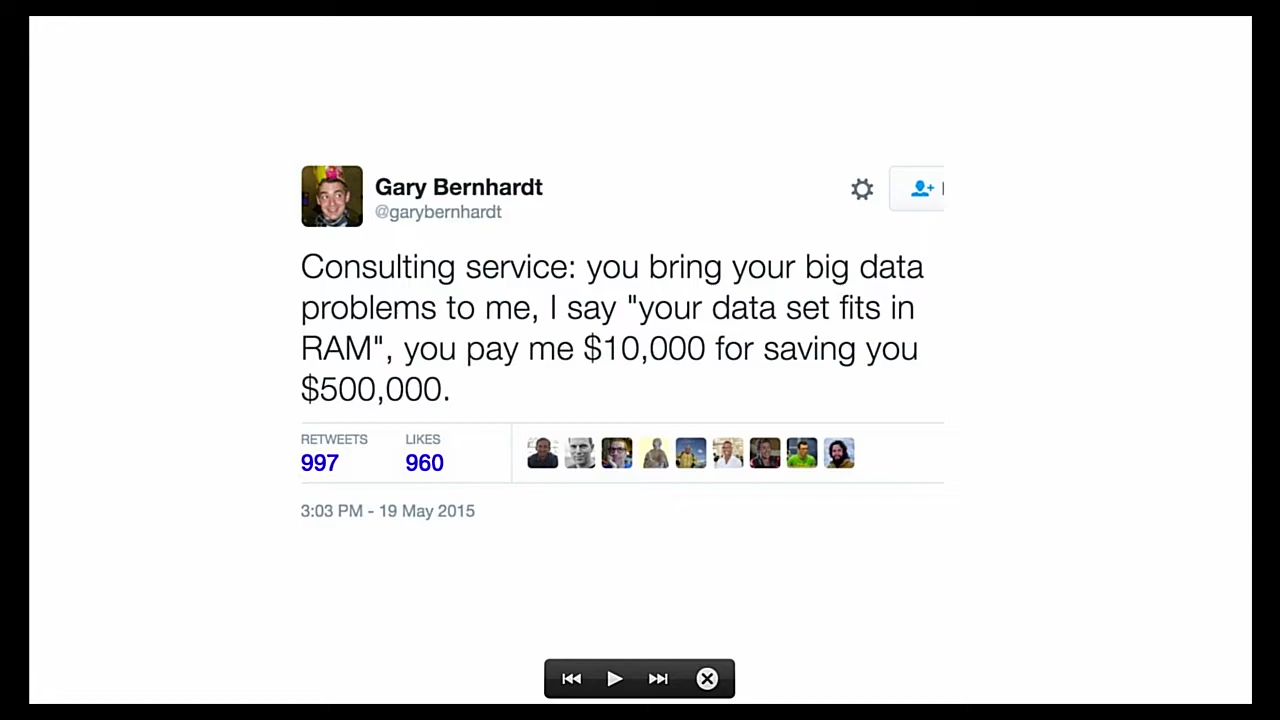 Gary Bernhardt
@garybernhardt
Consulting service: you bring your big data
problems to me, I say "your data set fits in
RAM", you pay me $10,000 for saving you
$500,000.
RETWEETS LIKES
997 960
3:03 PM - 19 May 2015